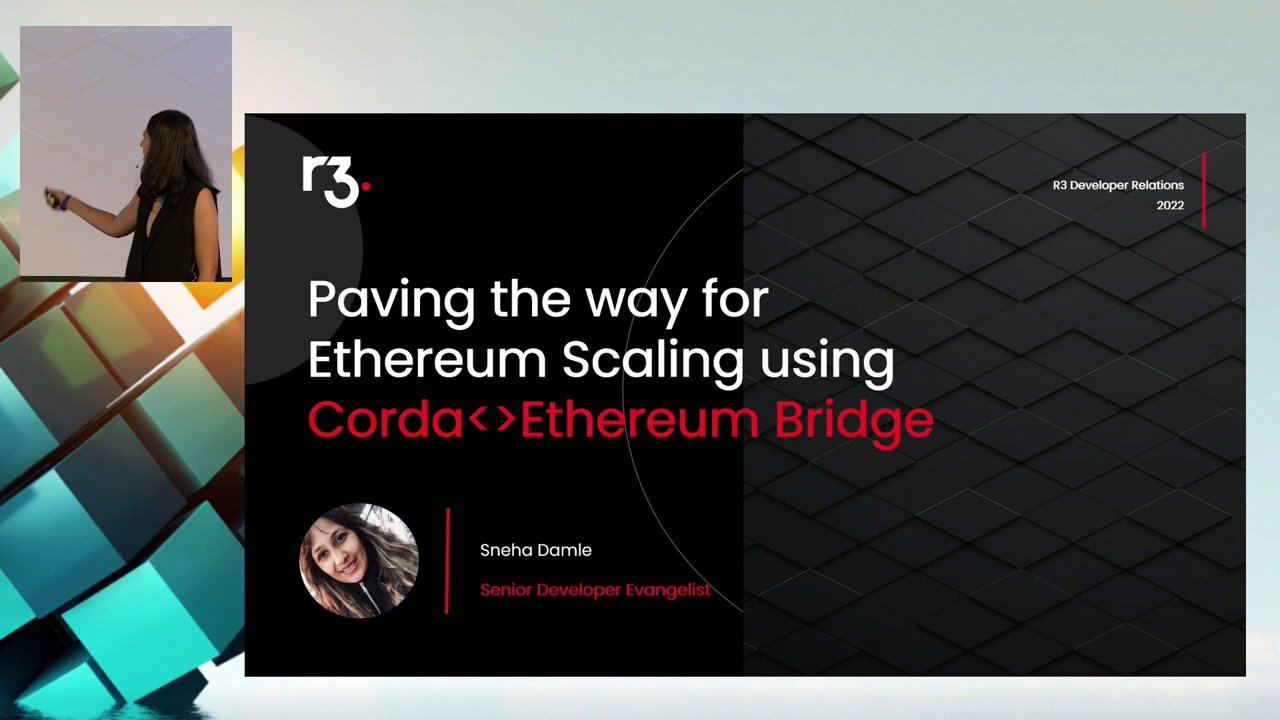 r3.
R3 Developer Relations
2022
Paving the way for
Ethereum Scaling using
Corda<>Ethereum Bridge
Sneha Damle
Senior Developer Evangelist